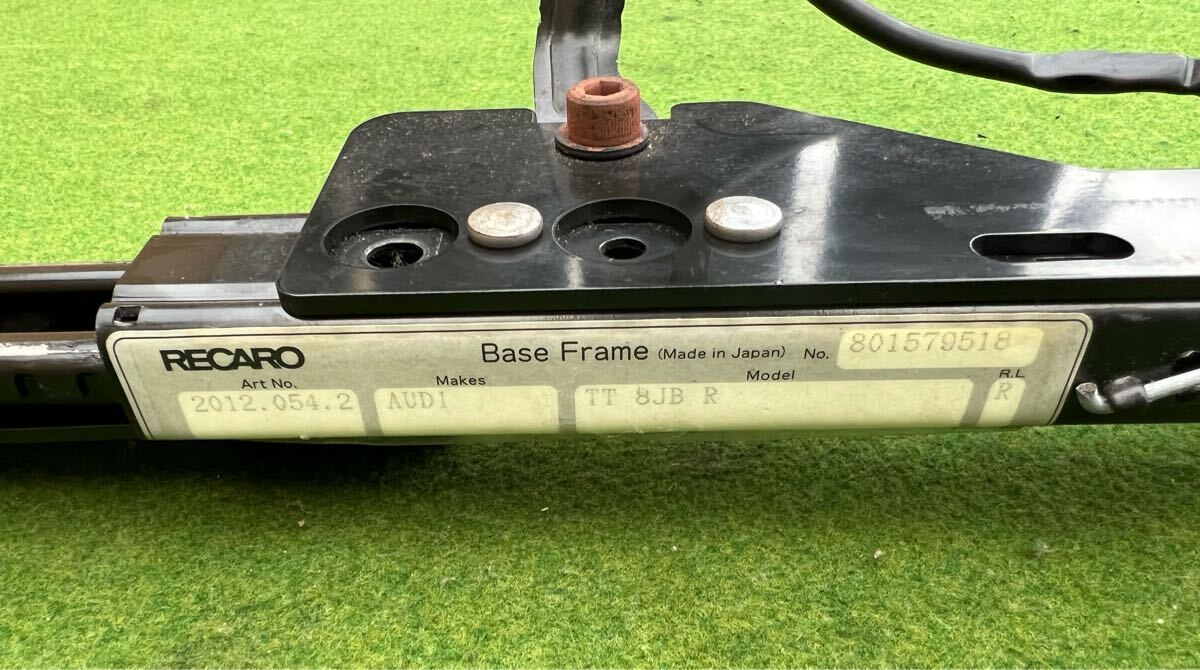 RECARO Base Frame (Made in Japan) No. 801579518
Art No. Makes Model R.L
2012.054.2 AUDI TT 8JB R R